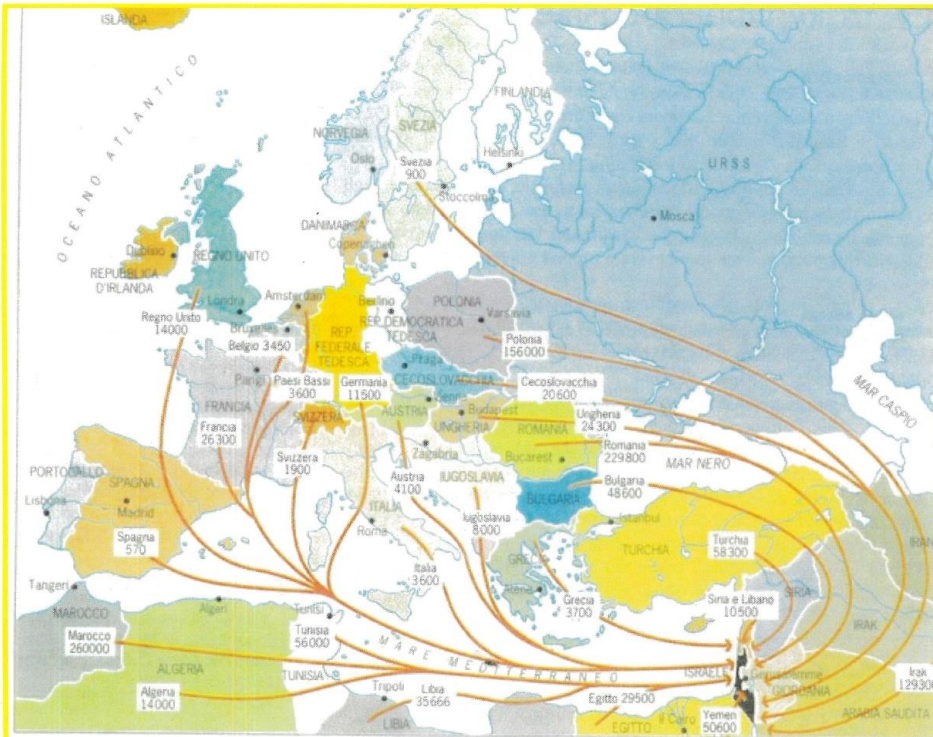 ISLANDA
OCEANO ATLANTICO
NORVEGIA
SVEZIA
FINLANDIA
Oslo
Svezia
900
Helsinki
Stoccolma
URSS
Mosca
DANIMARCA
Copenaghen
Dublino
REGNO UNITO
REPUBBLICA
D'IRLANDA
Londra
Amsterdam
Berlino
POLONIA
Varsavia
Regno Unito
14000
Bruxelles
Belgio 3450
REP.
FEDERALE
TEDESCA
REP. DEMOCRATICA
TEDESCA
Polonia
156000
Parigi
Praga
CECOSLOVACCHIA
Paesi Bassi
3600
Germania
11500
Cecoslovacchia
20600
MAR CASPIO
FRANCIA
Francia
26300
SVIZZERA
Svizzera
1900
AUSTRIA
Vienna
Budapest
UNGHERIA
Ungheria
24300
ROMANIA
Romania
229800
Zagabria
Bucarest
MAR NERO
Austria
4100
IUGOSLAVIA
Bulgaria
48600
BULGARIA
PORTOGALLO
Lisbona
SPAGNA
Madrid
Spagna
570
ITALIA
Roma
Iugoslavia
8000
Istanbul
TURCHIA
Turchia
58300
IRAN
GRECIA
Atene
Italia
3600
Grecia
3700
Siria e Libano
10500
SIRIA
IRAK
Tangeri
Algeri
Tunisi
Tunisia
56000
MAROCCO
Marocco
260000
ALGERIA
Algeria
14000
TUNISIA
MARE MEDITERRANEO
ISRAELE
Gerusalemme
GIORDANIA
Irak
129300
Tripoli
Libia
35666
LIBIA
Egitto 29500
EGITTO
Il Cairo
Yemen
50600
ARABIA SAUDITA